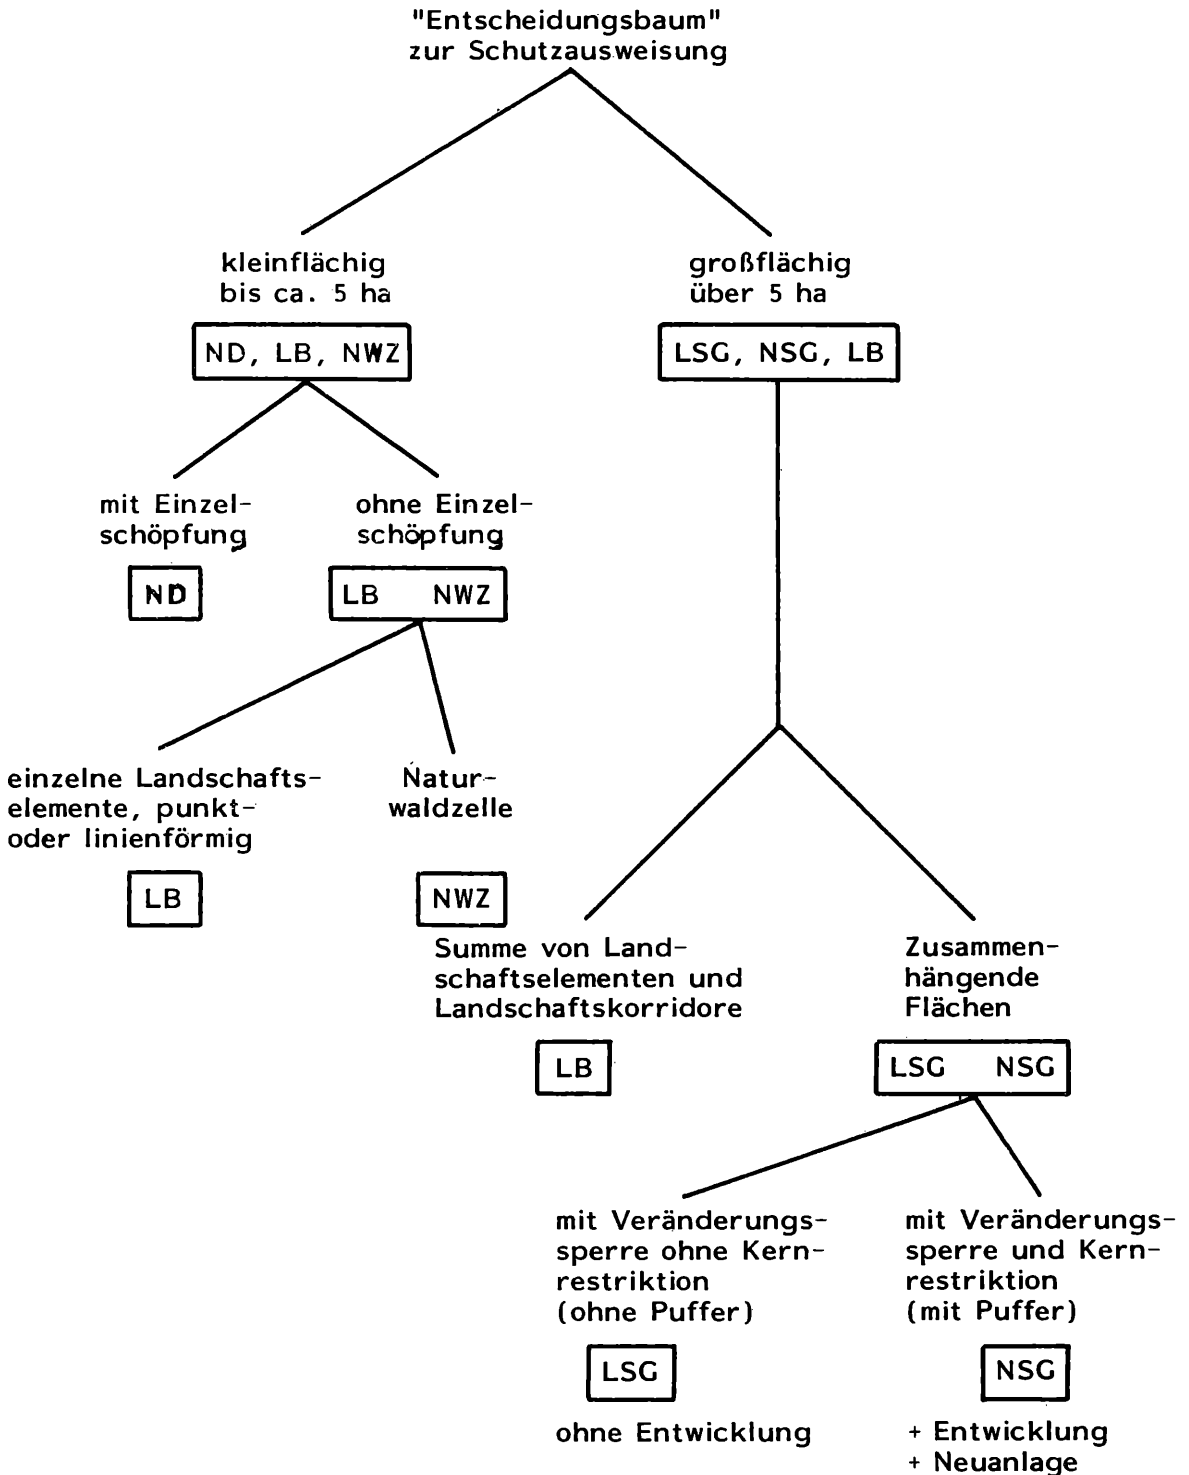 "Entscheidungsbaum"
zur Schutzausweisung
kleinflächig
bis ca. 5 ha
ND, LB, NWZ
großflächig
über 5 ha
LSG, NSG, LB
mit Einzel-
schöpfung
ND
ohne Einzel-
schöpfung
LB NWZ
einzelne Landschafts-
elemente, punkt-
oder linienförmig
LB
Natur-
waldzelle
NWZ
Summe von Land-
schaftselementen und
Landschaftskorridore
LB
Zusammen-
hängende
Flächen
LSG NSG
mit Veränderungs-
sperre ohne Kern-
restriktion
(ohne Puffer)
LSG
ohne Entwicklung
mit Veränderungs-
sperre und Kern-
restriktion
(mit Puffer)
NSG
+ Entwicklung
+ Neuanlage